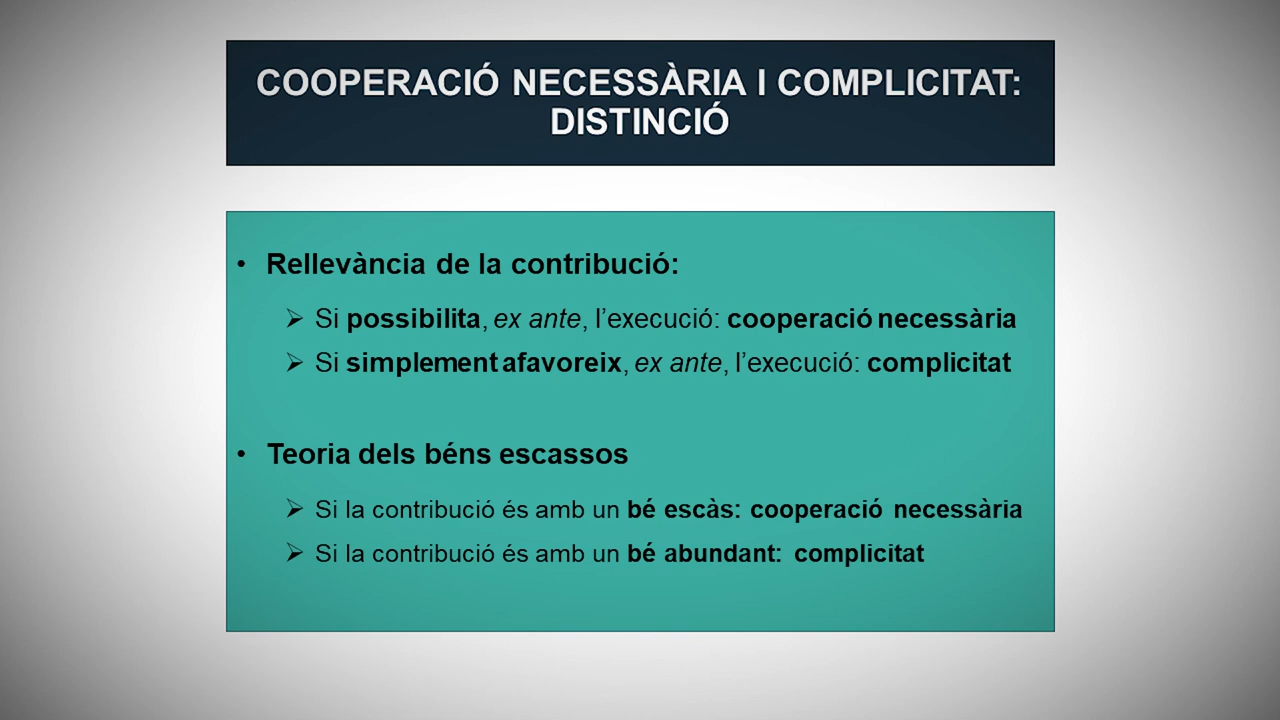 COOPERACIÓ NECESSÀRIA I COMPLICITAT:
DISTINCIÓ
• Rellevància de la contribució:
➢ Si possibilita, ex ante, l’execució: cooperació necessària
➢ Si simplement afavoreix, ex ante, l’execució: complicitat
• Teoria dels béns escassos
➢ Si la contribució és amb un bé escàs: cooperació necessària
➢ Si la contribució és amb un bé abundant: complicitat